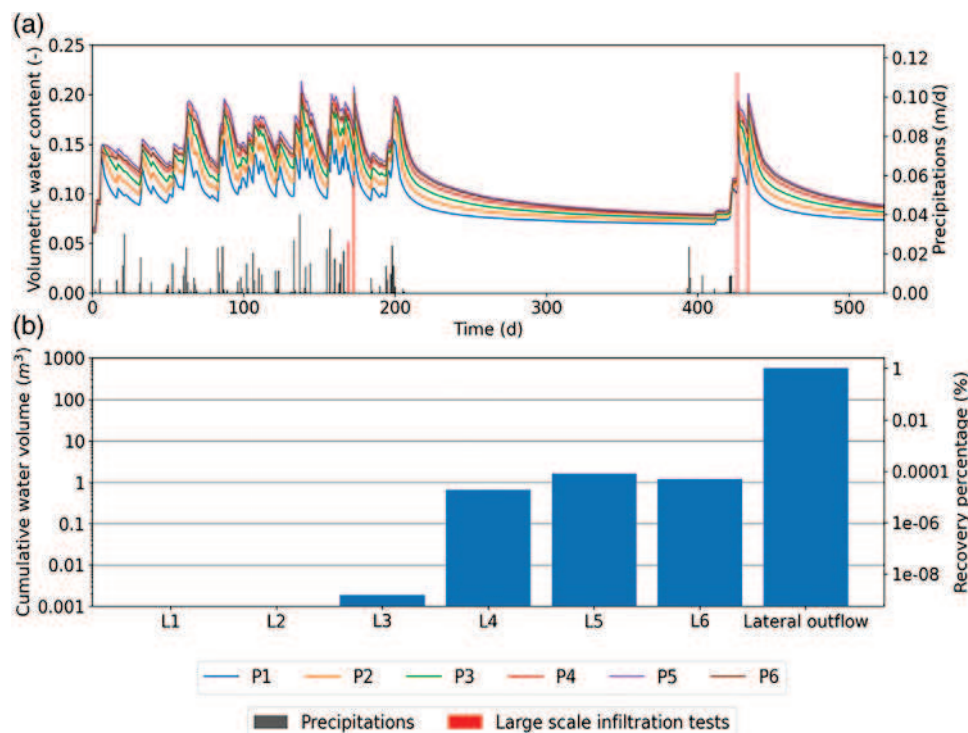 (a)
Volumetric water content (-)
0.25
0.20
0.15
0.10
0.05
0.00
0.12
0.10
0.08
0.06
0.04
0.02
0.00
Precipitations (m/d)
0 100 200 300 400 500
Time (d)
(b)
Cumulative water volume (m³)
1000
100
10
1
0.1
0.01
0.001
1
0.01
0.0001
1e-06
1e-08
Recovery percentage (%)
L1 L2 L3 L4 L5 L6 Lateral outflow
P1 P2 P3 P4 P5 P6
Precipitations Large scale infiltration tests